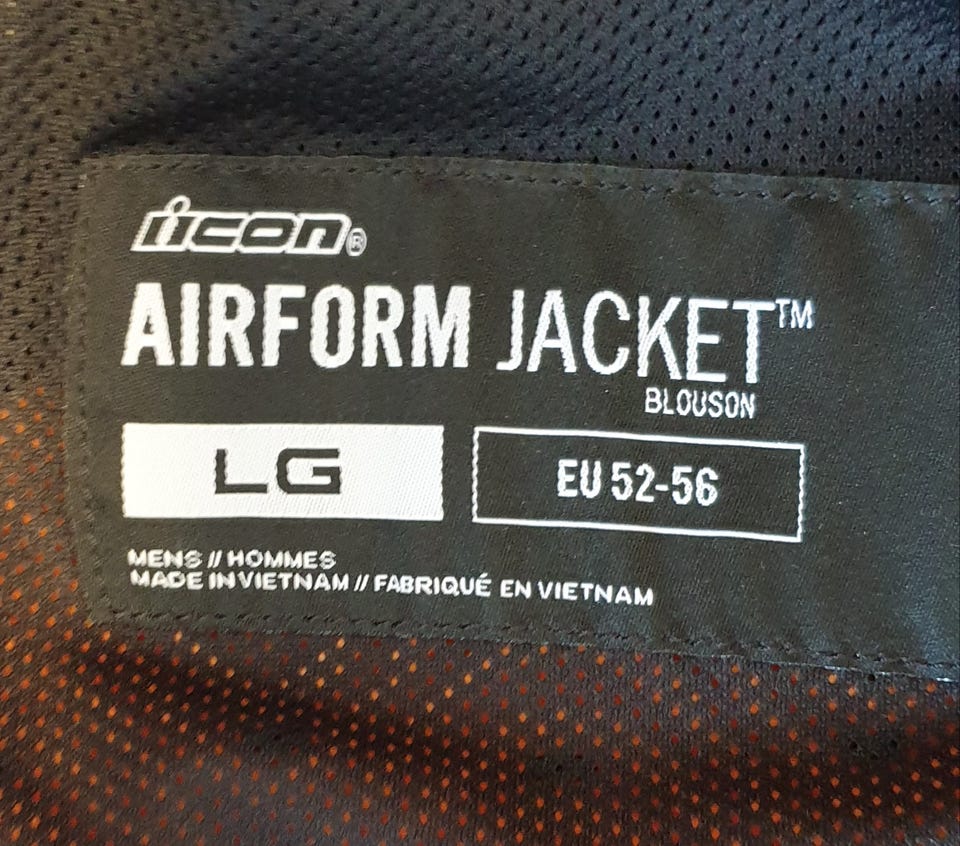 icon®
AIRFORM JACKET™
BLOUSON
LG
EU 52-56
MENS // HOMMES
MADE IN VIETNAM // FABRIQUÉ EN VIETNAM